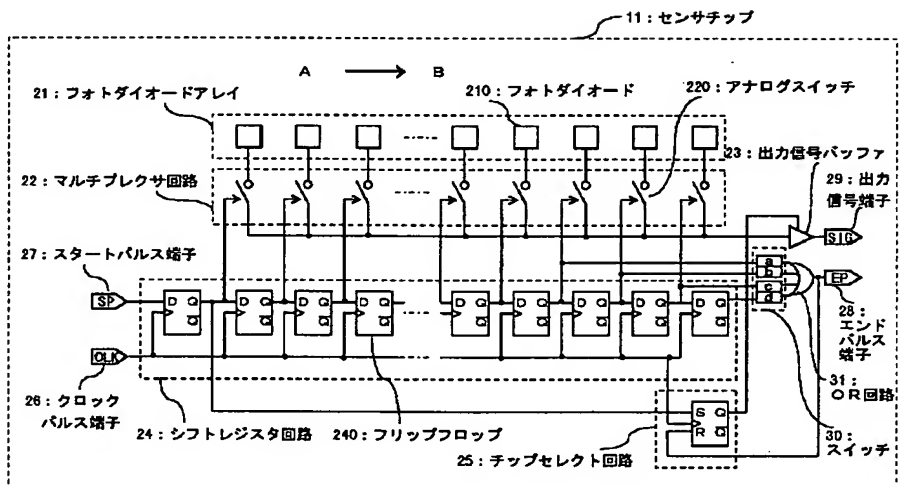 11：センサチップ
A → B
21：フォトダイオードアレイ
210：フォトダイオード
220：アナログスイッチ
23：出力信号バッファ
22：マルチプレクサ回路
29：出力
信号端子
SIG
27：スタートパルス端子
SP
a
b
c
d
EP
D Q D Q D Q D Q D Q D Q D Q D Q D Q
Q Q Q Q Q Q Q Q Q
28：
エンド
パルス
端子
CLK
26：クロック
パルス端子
S Q
R Q
31：
OR回路
24：シフトレジスタ回路
240：フリップフロップ
25：チップセレクト回路
30：
スイッチ